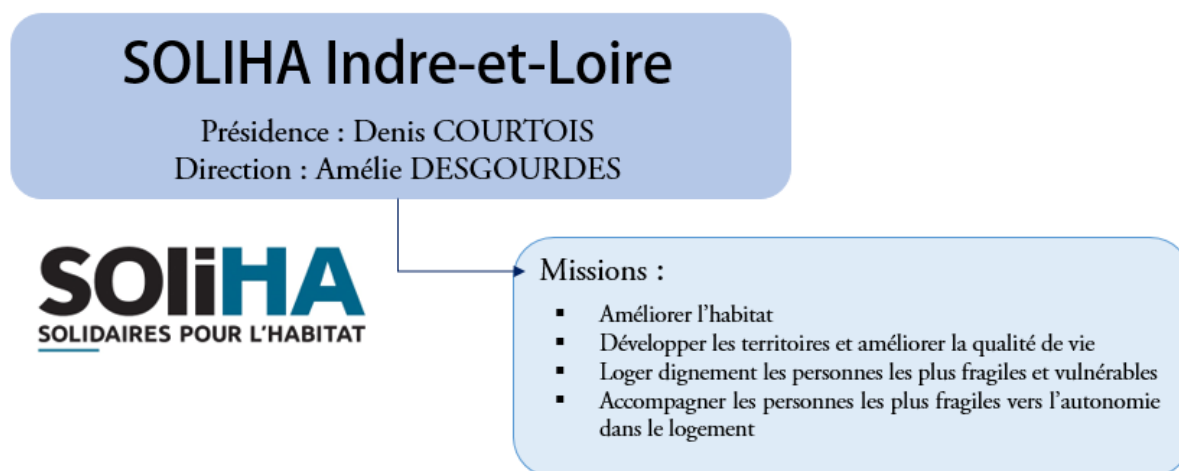 SOLIHA Indre-et-Loire
Présidence : Denis COURTOIS
Direction : Amélie DESGOURDES
SOliHA
SOLIDAIRES POUR L'HABITAT
Missions :
▪ Améliorer l’habitat
▪ Développer les territoires et améliorer la qualité de vie
▪ Loger dignement les personnes les plus fragiles et vulnérables
▪ Accompagner les personnes les plus fragiles vers l’autonomie
dans le logement